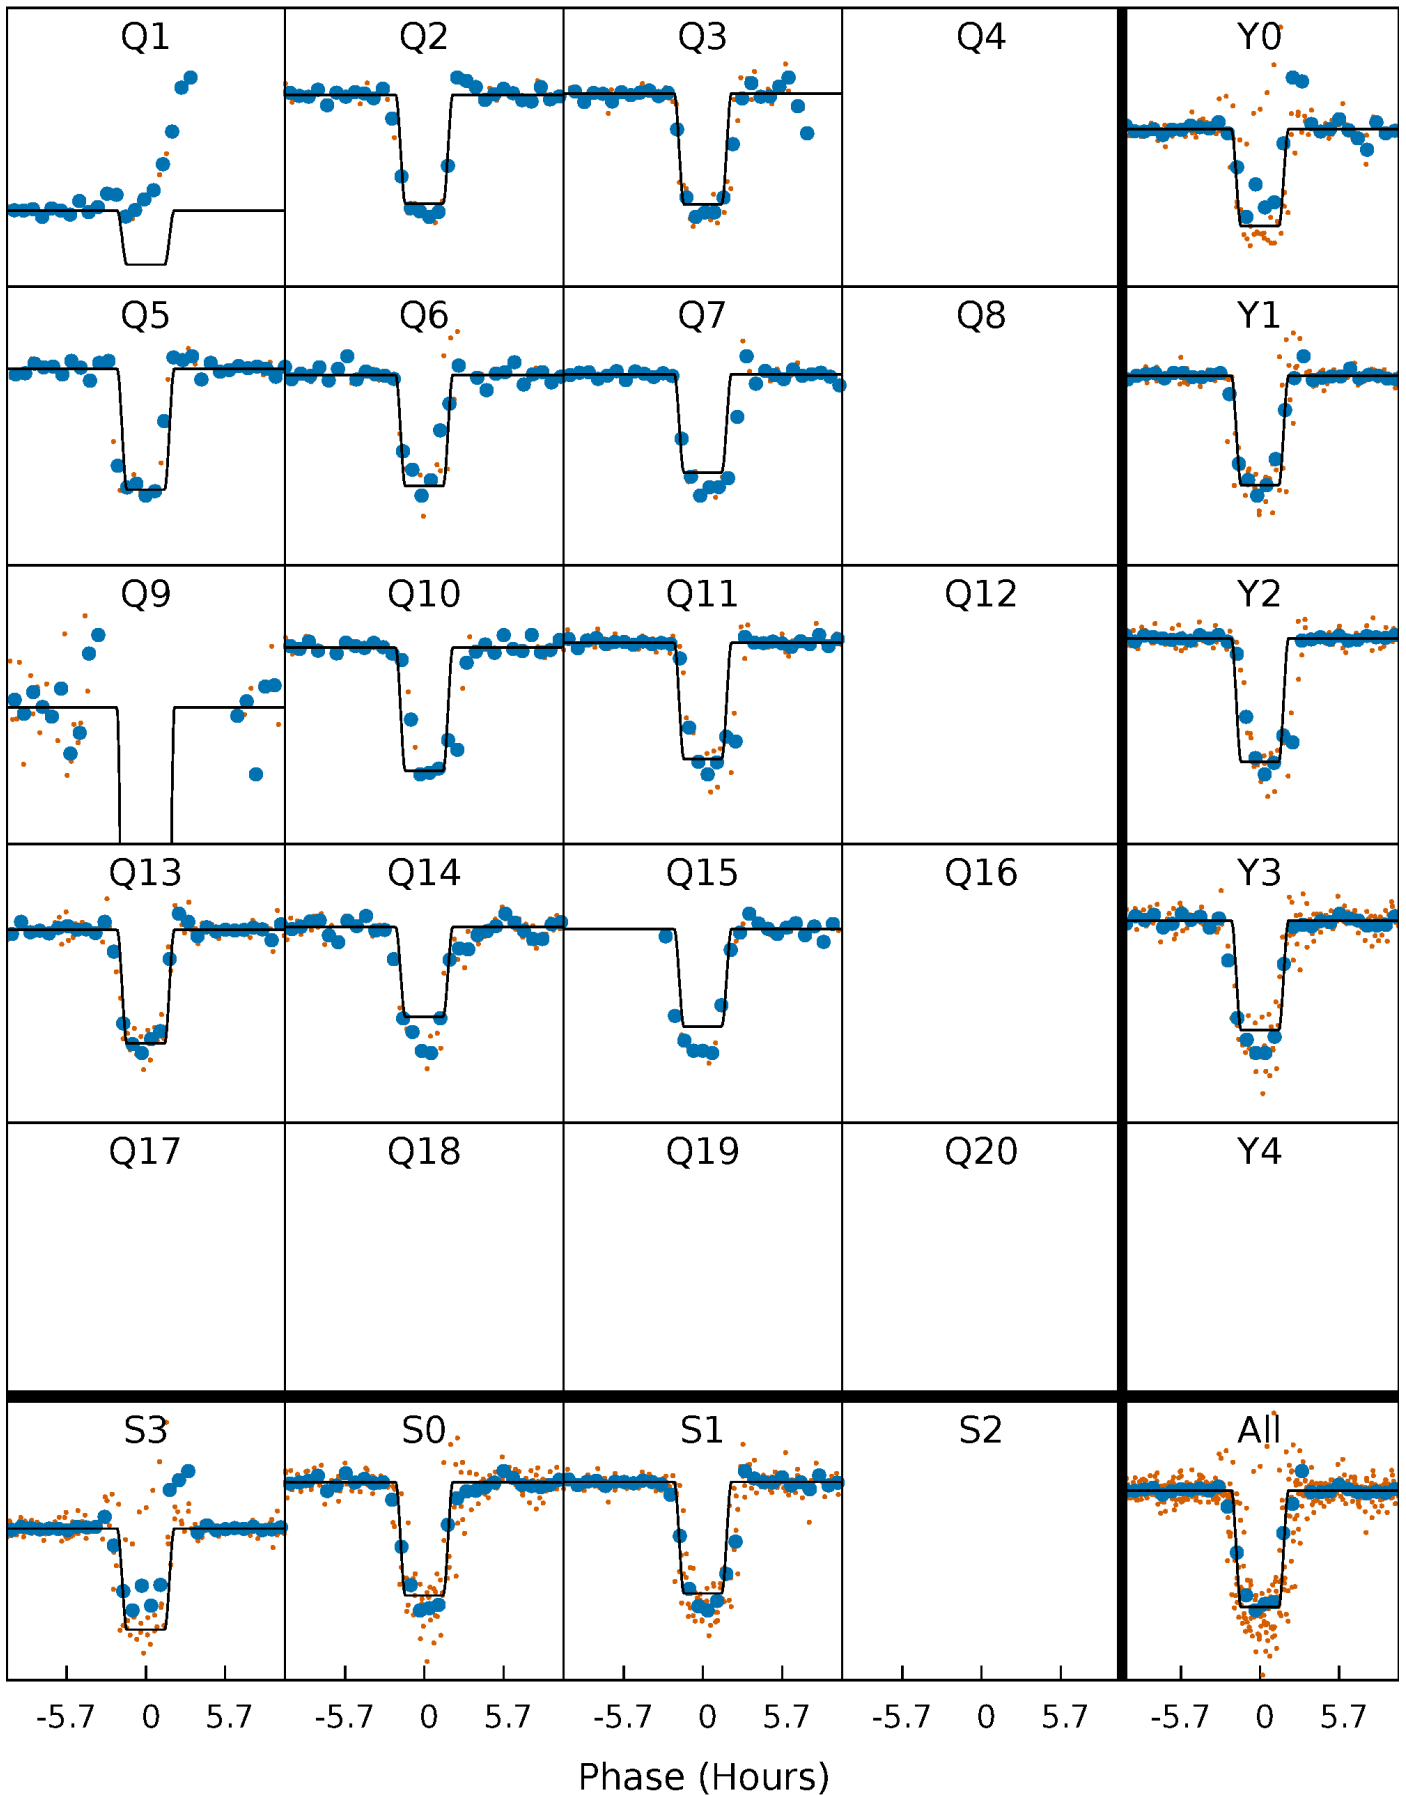 Q1 Q2 Q3 Q4 Y0
Q5 Q6 Q7 Q8 Y1
Q9 Q10 Q11 Q12 Y2
Q13 Q14 Q15 Q16 Y3
Q17 Q18 Q19 Q20 Y4
S3 S0 S1 S2 All
-5.7 0 5.7 -5.7 0 5.7 -5.7 0 5.7 -5.7 0 5.7 -5.7 0 5.7
Phase (Hours)